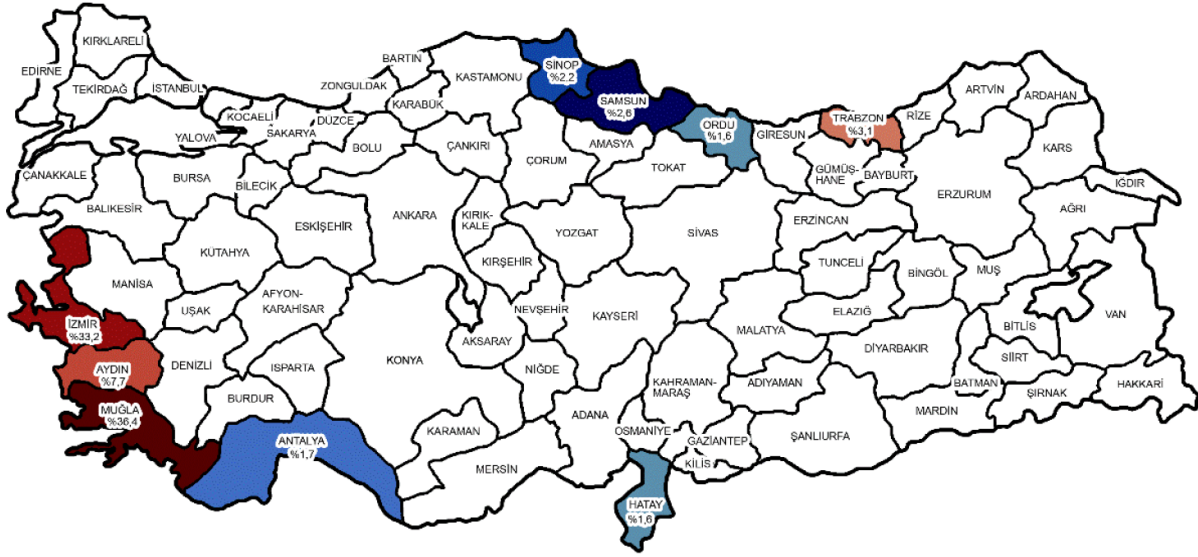 KIRKLARELİ
EDİRNE
TEKİRDAĞ
İSTANBUL
KOCAELİ
YALOVA
SAKARYA
DÜZCE
ZONGULDAK
BARTIN
KARABÜK
KASTAMONU
SİNOP
%2,2
SAMSUN
%2,6
ORDU
%1,6
GİRESUN
TRABZON
%3,1
RİZE
ARTVİN
ARDAHAN
KARS
IĞDIR
AĞRI
ERZURUM
BAYBURT
GÜMÜŞ-
HANE
AMASYA
TOKAT
ÇORUM
ÇANKIRI
BOLU
BİLECİK
BURSA
ÇANAKKALE
BALIKESİR
KÜTAHYA
ESKİŞEHİR
ANKARA
KIRIK-
KALE
YOZGAT
SİVAS
ERZİNCAN
TUNCELİ
BİNGÖL
MUŞ
VAN
BİTLİS
SİİRT
ELAZIĞ
MALATYA
KAYSERİ
KIRŞEHİR
NEVŞEHİR
AKSARAY
NİĞDE
KONYA
AFYON-
KARAHİSAR
UŞAK
MANİSA
İZMİR
%33,2
AYDIN
%7,7
DENİZLİ
ISPARTA
BURDUR
MUĞLA
%36,4
ANTALYA
%1,7
KARAMAN
MERSİN
ADANA
OSMANİYE
KAHRAMAN-
MARAŞ
ADIYAMAN
GAZİANTEP
KİLİS
HATAY
%1,6
ŞANLIURFA
DİYARBAKIR
BATMAN
MARDİN
ŞIRNAK
HAKKARİ